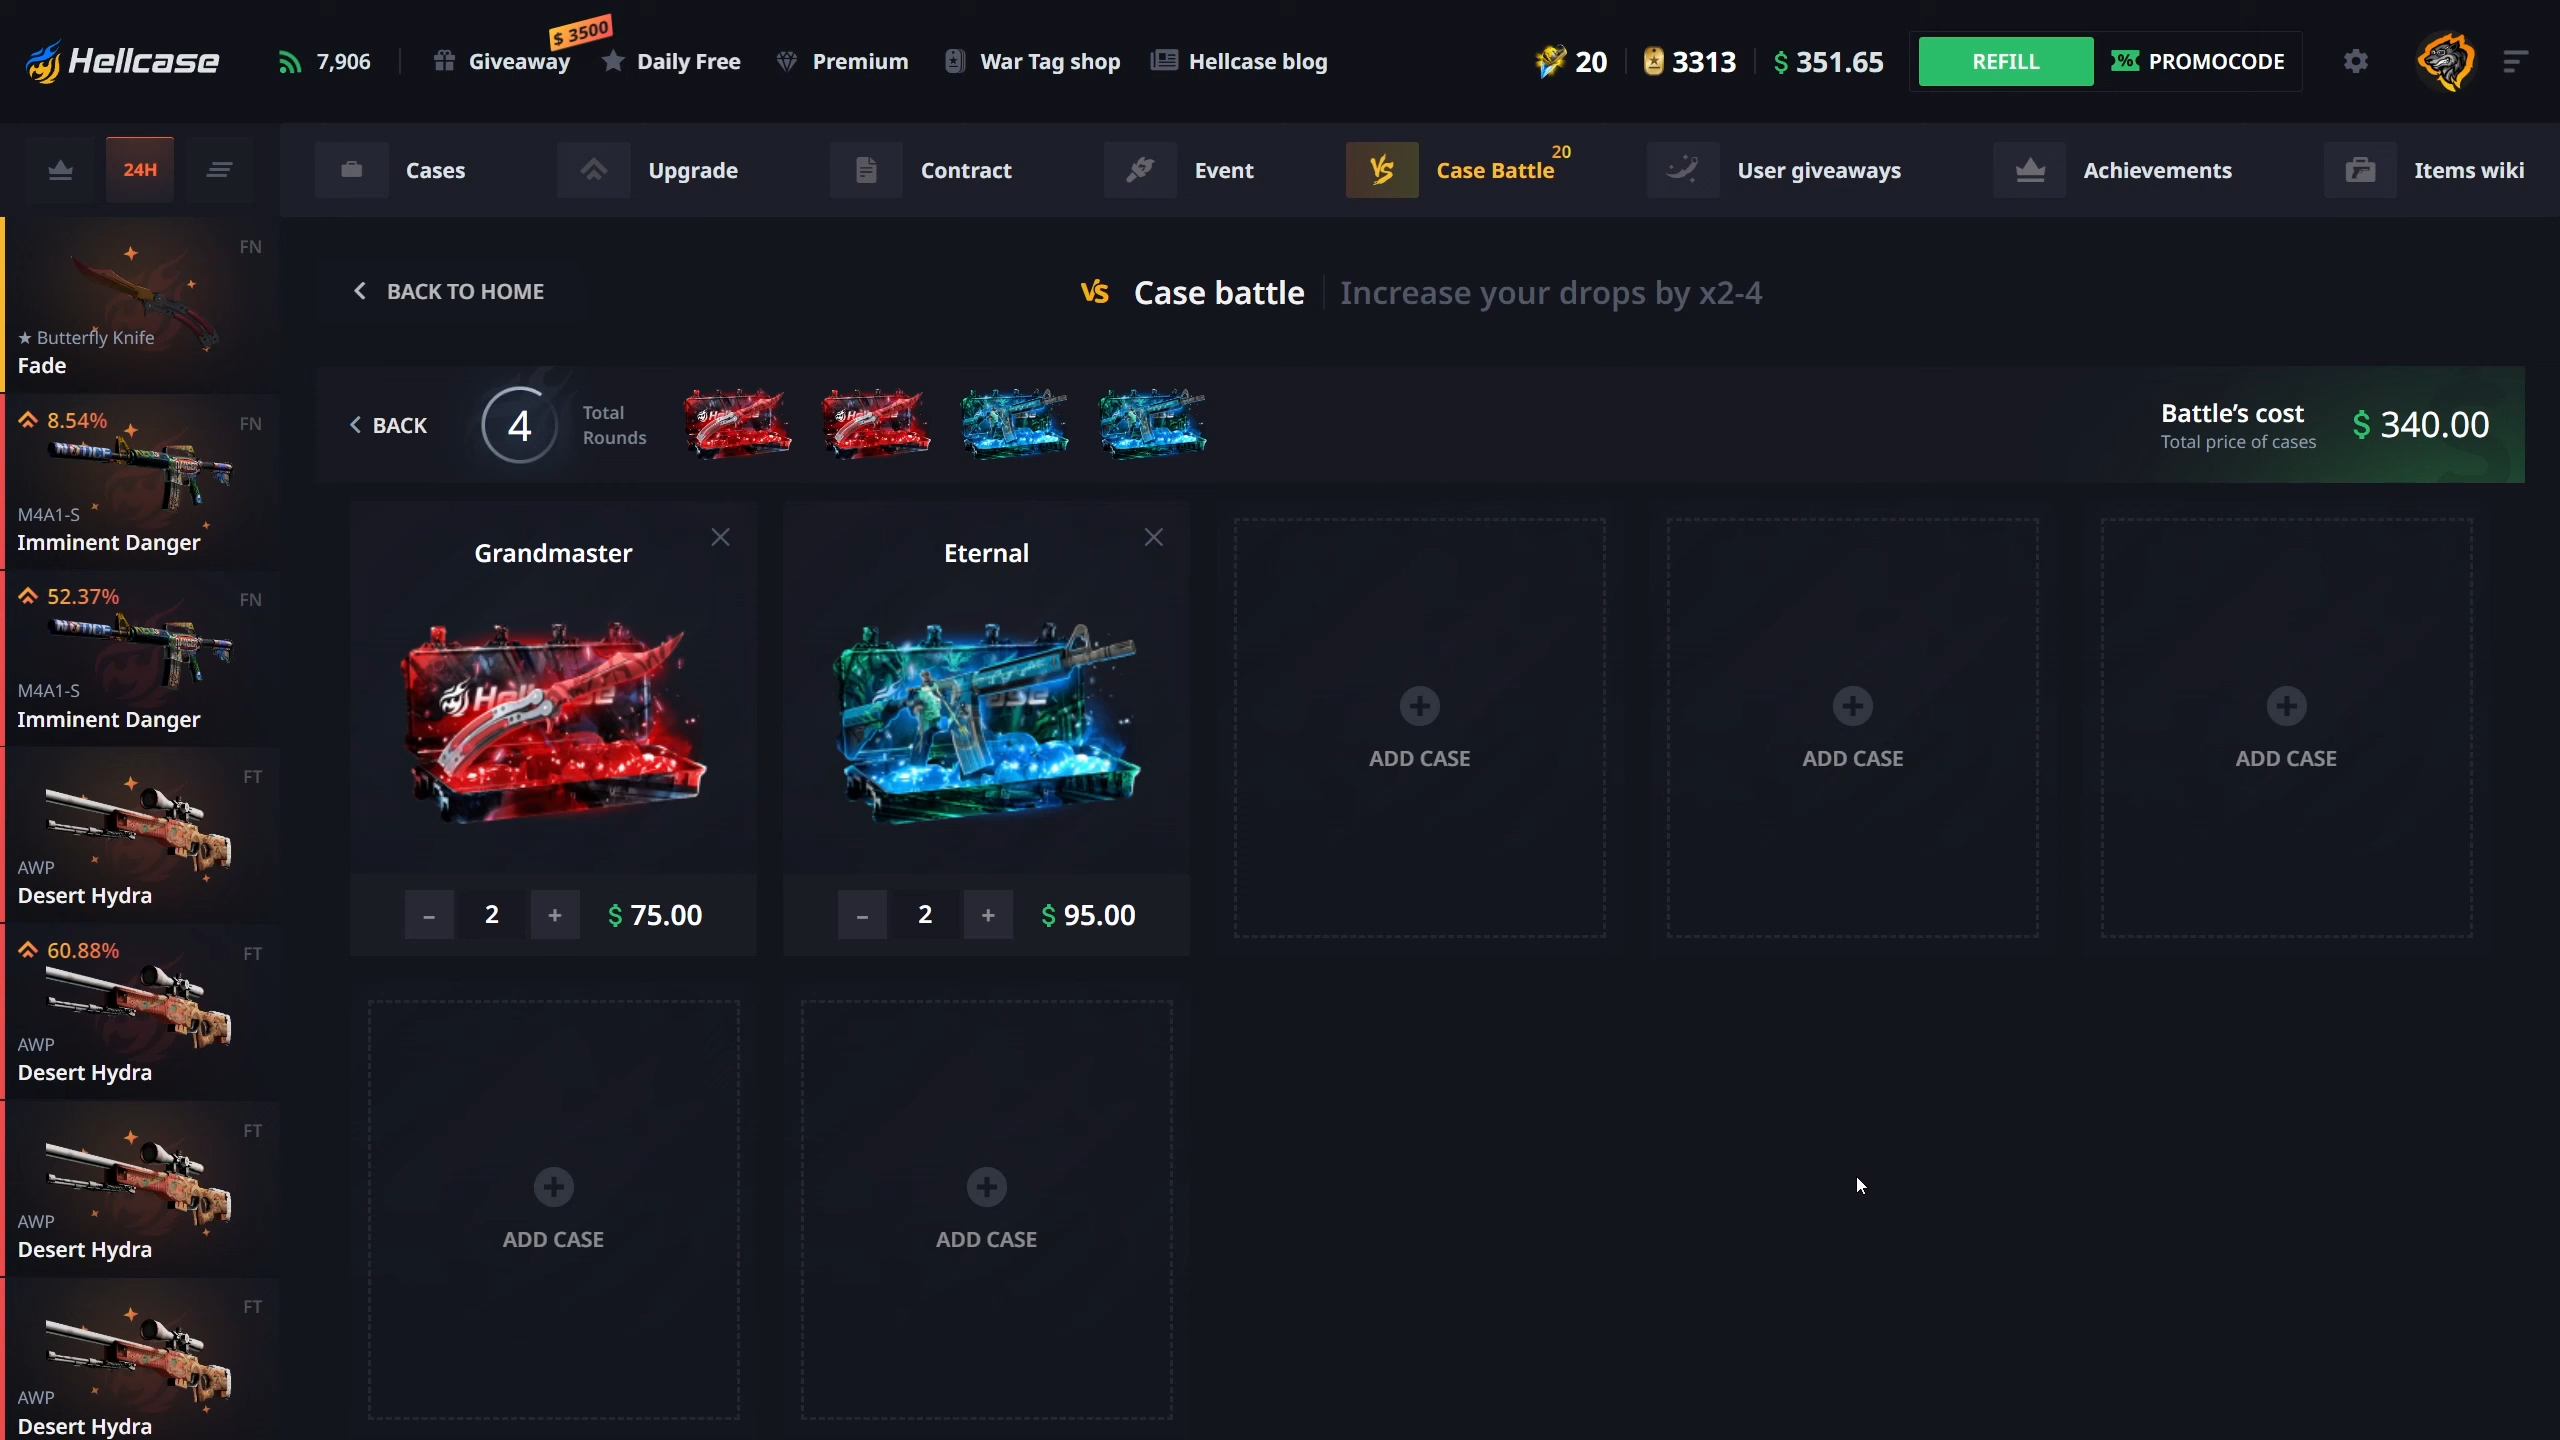 Hellcase
7,906
Giveaway
$ 3500
Daily Free
Premium
War Tag shop
Hellcase blog
20
3313
$ 351.65
REFILL
% PROMOCODE
24H
Cases
Upgrade
Contract
Event
VS
Case Battle
20
User giveaways
Achievements
Items wiki
FN
★ Butterfly Knife
Fade
8.54%
FN
M4A1-S
Imminent Danger
52.37%
FN
M4A1-S
Imminent Danger
FT
AWP
Desert Hydra
60.88%
FT
AWP
Desert Hydra
FT
AWP
Desert Hydra
FT
AWP
Desert Hydra
BACK TO HOME
VS Case battle
Increase your drops by x2-4
BACK
4
Total
Rounds
Battle’s cost
Total price of cases
$ 340.00
Grandmaster
– 2 + $ 75.00
Eternal
– 2 + $ 95.00
ADD CASE
ADD CASE
ADD CASE
ADD CASE
ADD CASE